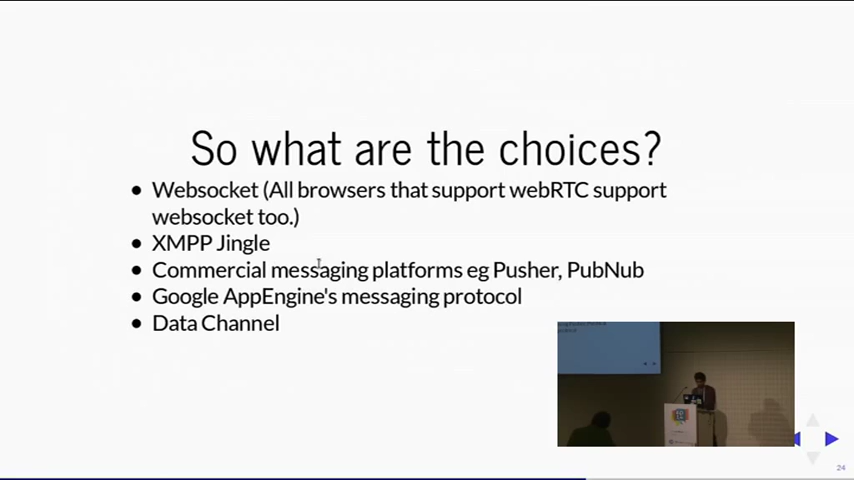 So what are the choices?
Websocket (All browsers that support webRTC support
websocket too.)
XMPP Jingle
Commercial messaging platforms eg Pusher, PubNub
Google AppEngine's messaging protocol
Data Channel
24